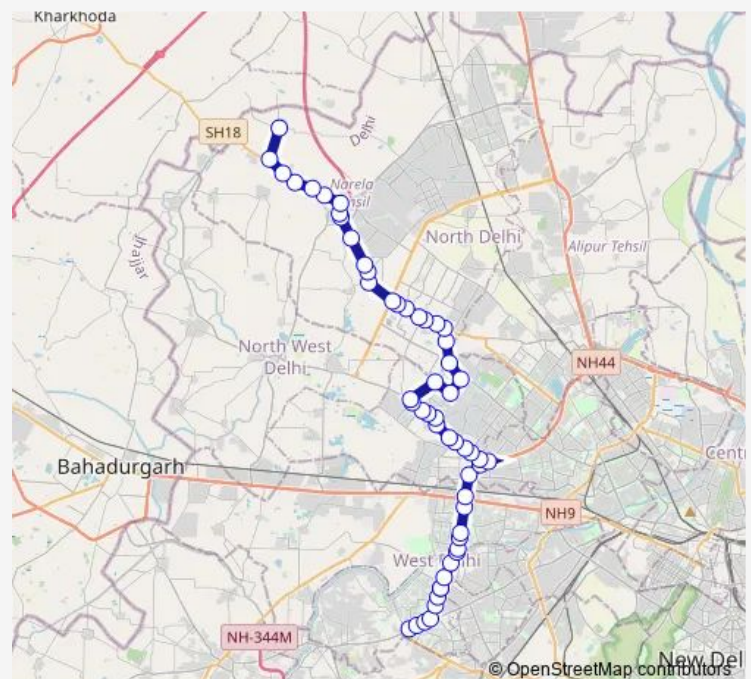 Kharkhoda
SH18
Delhi
Narela
Tehsil
North Delhi
Alipur Tehsil
Jhajjar
North West
Delhi
NH44
Bahadurgarh
Centr
NH9
West Delhi
NH-344M
New Del
© OpenStreetMap contributors